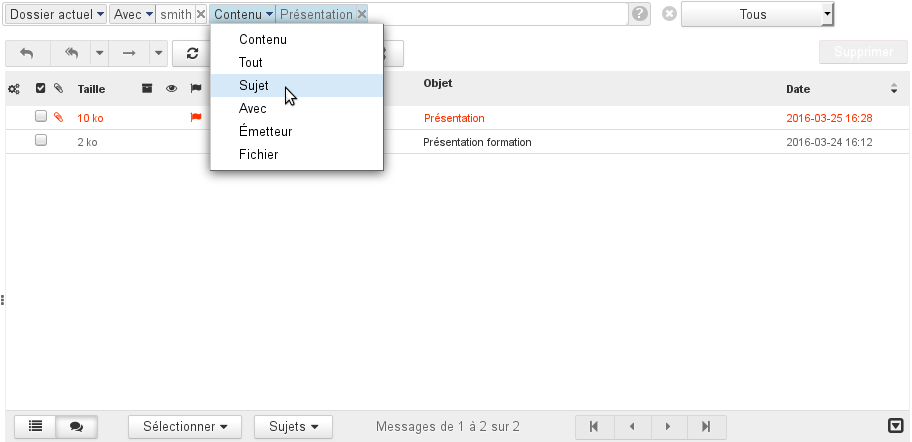 Dossier actuel Avec smith Contenu Présentation Tous
Supprimer
Contenu
Tout
Sujet
Avec
Émetteur
Fichier
Taille Objet Date
10 ko Présentation 2016-03-25 16:28
2 ko Présentation formation 2016-03-24 16:12
Sélectionner Sujets Messages de 1 à 2 sur 2